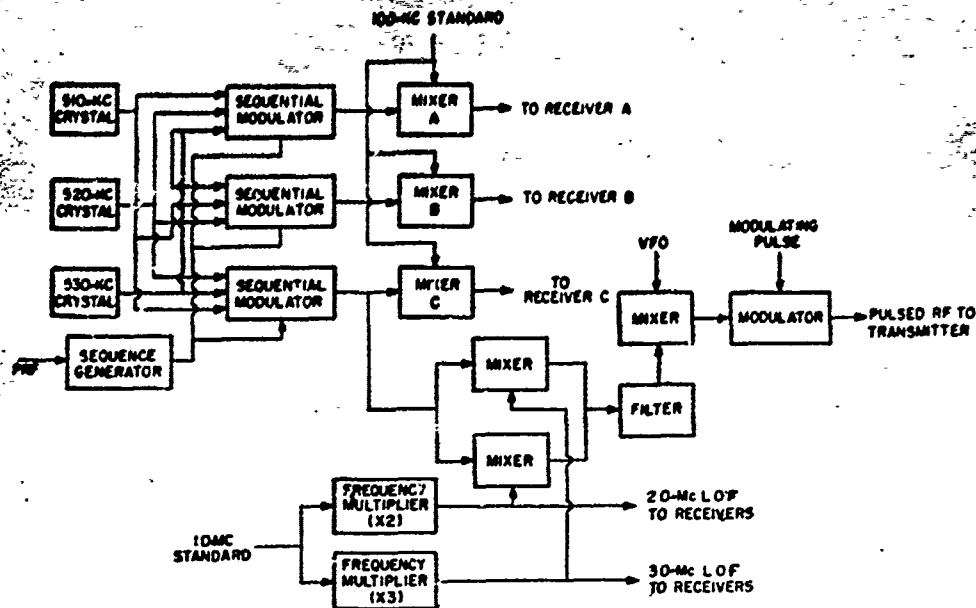 100-KC STANDARD
510-KC
CRYSTAL
SEQUENTIAL
MODULATOR
MIXER
A
TO RECEIVER A
520-KC
CRYSTAL
SEQUENTIAL
MODULATOR
MIXER
B
TO RECEIVER B
530-KC
CRYSTAL
SEQUENTIAL
MODULATOR
MIXER
C
TO
RECEIVER C
VFO
MODULATING
PULSE
MIXER
MODULATOR
PULSED RF TO
TRANSMITTER
PRF
SEQUENCE
GENERATOR
MIXER
FILTER
MIXER
FREQUENCY
MULTIPLIER
(X2)
20-Mc LOF
TO RECEIVERS
10-MC
STANDARD
FREQUENCY
MULTIPLIER
(X3)
30-Mc LOF
TO RECEIVERS